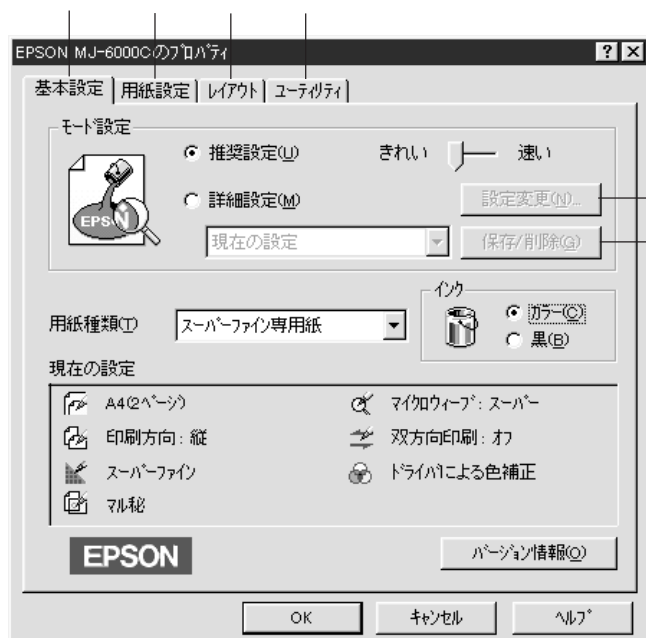 EPSON MJ-6000Cのﾌﾟﾛﾊﾟﾃｨ
基本設定 用紙設定 ﾚｲｱｳﾄ ﾕｰﾃｨﾘﾃｨ
ﾓｰﾄﾞ設定
推奨設定(U) きれい 速い
詳細設定(M) 設定変更(N)...
現在の設定 保存/削除(G)
EPSON
インク
用紙種類(T) ｽｰﾊﾟｰﾌｧｲﾝ専用紙 ｶﾗｰ(C)
黒(B)
現在の設定
A4(2ﾍﾟｰｼﾞ) ﾏｲｸﾛｳｨｰﾌﾞ: ｽｰﾊﾟｰ
印刷方向: 縦 双方向印刷: ｵﾌ
ｽｰﾊﾟｰﾌｧｲﾝ ﾄﾞﾗｲﾊﾞによる色補正
ﾏﾙ秘
EPSON ﾊﾞｰｼﾞｮﾝ情報(O)
OK ｷｬﾝｾﾙ ﾍﾙﾌﾟ